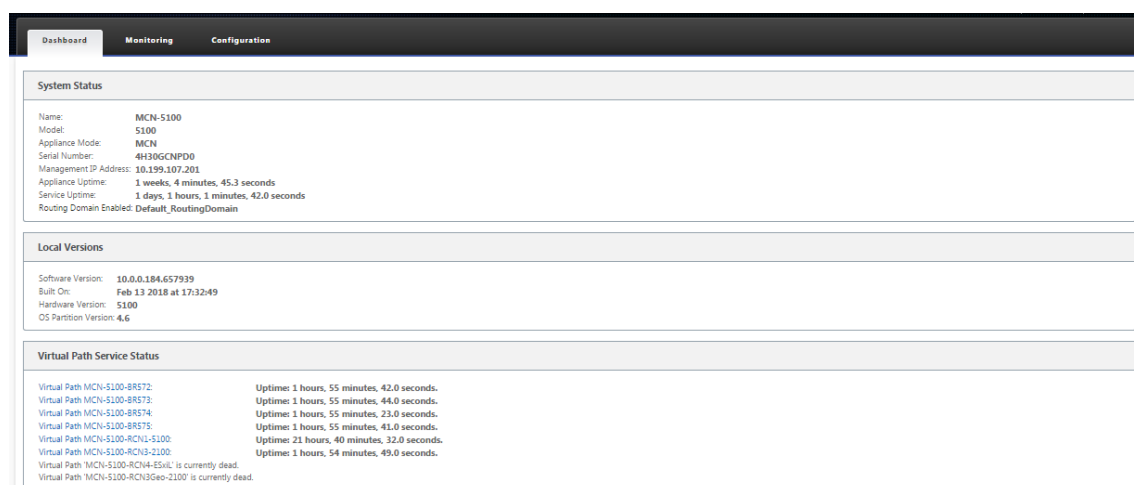 Dashboard Monitoring Configuration
System Status
Name: MCN-5100
Model: 5100
Appliance Mode: MCN
Serial Number: 4H30GCNPD0
Management IP Address: 10.199.107.201
Appliance Uptime: 1 weeks, 4 minutes, 45.3 seconds
Service Uptime: 1 days, 1 hours, 1 minutes, 42.0 seconds
Routing Domain Enabled: Default_RoutingDomain
Local Versions
Software Version: 10.0.0.184.657939
Built On: Feb 13 2018 at 17:32:49
Hardware Version: 5100
OS Partition Version: 4.6
Virtual Path Service Status
Virtual Path MCN-5100-BR572: Uptime: 1 hours, 55 minutes, 42.0 seconds.
Virtual Path MCN-5100-BR573: Uptime: 1 hours, 55 minutes, 44.0 seconds.
Virtual Path MCN-5100-BR574: Uptime: 1 hours, 55 minutes, 23.0 seconds.
Virtual Path MCN-5100-BR575: Uptime: 1 hours, 55 minutes, 41.0 seconds.
Virtual Path MCN-5100-RCN1-5100: Uptime: 21 hours, 40 minutes, 32.0 seconds.
Virtual Path MCN-5100-RCN3-2100: Uptime: 1 hours, 54 minutes, 49.0 seconds.
Virtual Path 'MCN-5100-RCN4-ESxiL' is currently dead.
Virtual Path 'MCN-5100-RCN3Geo-2100' is currently dead.